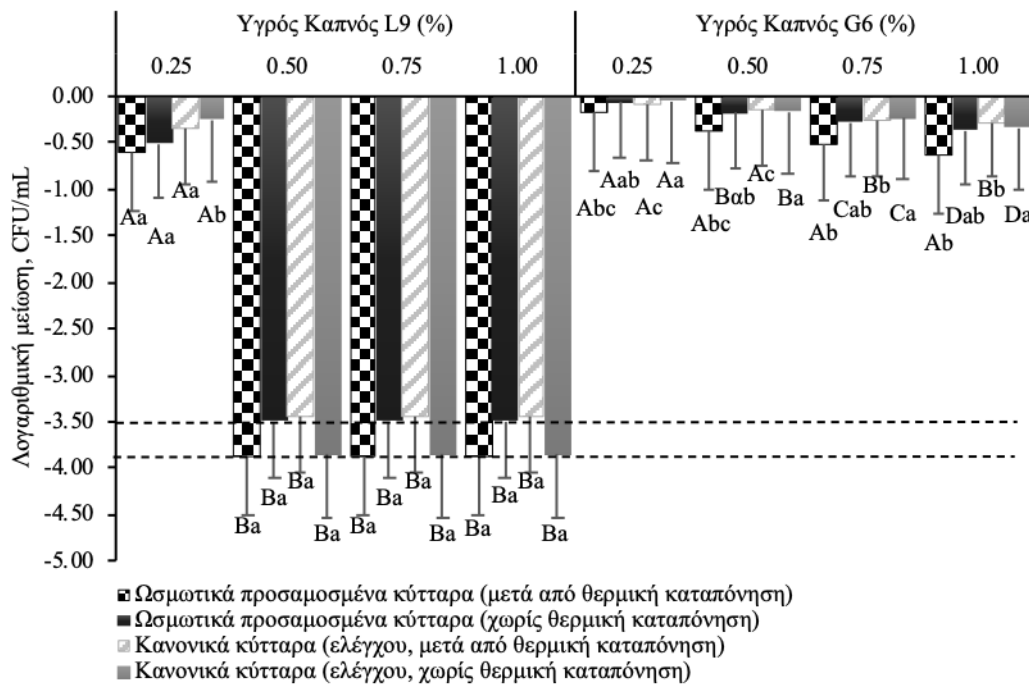 Υγρός Καπνός L9 (%) Υγρός Καπνός G6 (%)
0.25 0.50 0.75 1.00 0.25 0.50 0.75 1.00
Λογαριθμική μείωση, CFU/mL
0.00
-0.50
-1.00
-1.50
-2.00
-2.50
-3.00
-3.50
-4.00
-4.50
-5.00
Aa Aa Aa Ab
Ba Ba Ba Ba
Ba Ba Ba Ba
Ba Ba Ba Ba
Abc Aab Ac Aa
Abc Bαb Ac Ba
Ab Cab Bb Ca
Ab Dab Bb Da
Ωσμωτικά προσαμοσμένα κύτταρα (μετά από θερμική καταπόνηση)
Ωσμωτικά προσαμοσμένα κύτταρα (χωρίς θερμική καταπόνηση)
Κανονικά κύτταρα (ελέγχου, μετά από θερμική καταπόνηση)
Κανονικά κύτταρα (ελέγχου, χωρίς θερμική καταπόνηση)